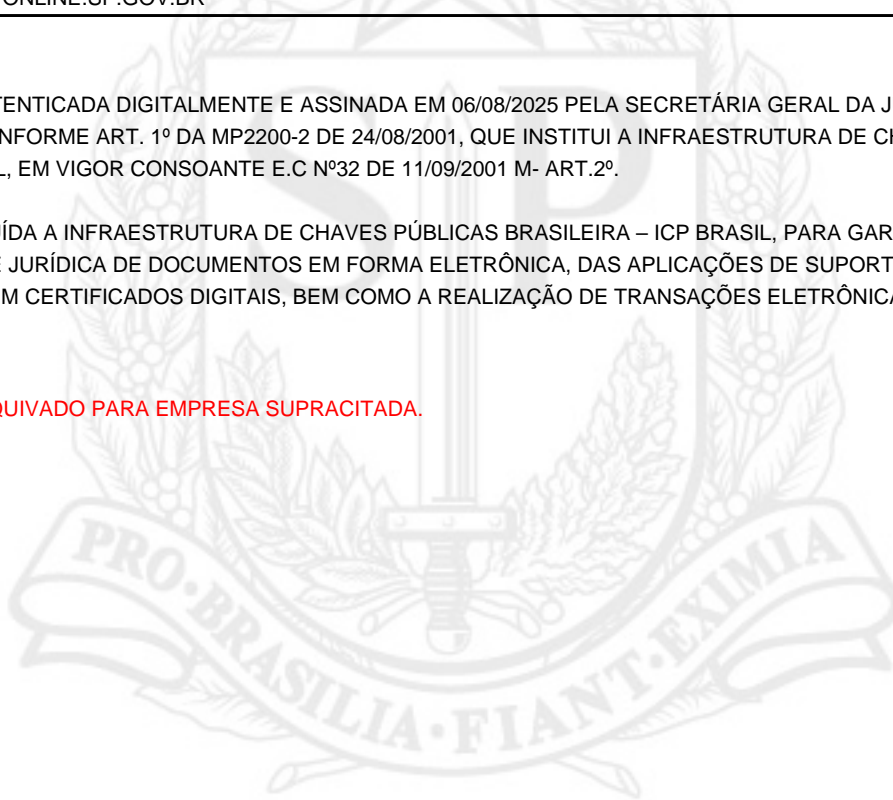 TENTICADA DIGITALMENTE E ASSINADA EM 06/08/2025 PELA SECRETÁRIA GERAL DA J
NFORME ART. 1º DA MP2200-2 DE 24/08/2001, QUE INSTITUI A INFRAESTRUTURA DE CH
L, EM VIGOR CONSOANTE E.C Nº32 DE 11/09/2001 M- ART.2º.
ÍDA A INFRAESTRUTURA DE CHAVES PÚBLICAS BRASILEIRA – ICP BRASIL, PARA GAR
E JURÍDICA DE DOCUMENTOS EM FORMA ELETRÔNICA, DAS APLICAÇÕES DE SUPORT
M CERTIFICADOS DIGITAIS, BEM COMO A REALIZAÇÃO DE TRANSAÇÕES ELETRÔNICA
QUIVADO PARA EMPRESA SUPRACITADA.
SP
PRO·BRASILIA·FIANT·EXIMIA